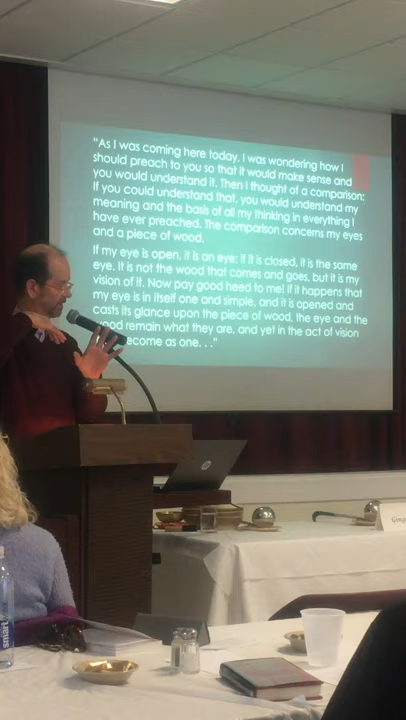 "As I was coming here today, I was wondering how I
should preach to you so that it would make sense and
you would understand it. Then I thought of a comparison:
If you could understand that, you would understand my
meaning and the basis of all my thinking in everything I
have ever preached. The comparison concerns my eyes
and a piece of wood.
If my eye is open, it is an eye; if it is closed, it is the same
eye. It is not the wood that comes and goes, but it is my
vision of it. Now pay good heed to me! If it happens that
my eye is in itself one and simple, and it is opened and
casts its glance upon the piece of wood, the eye and the
wood remain what they are, and yet in the act of vision
become as one. . ."
hp
smart